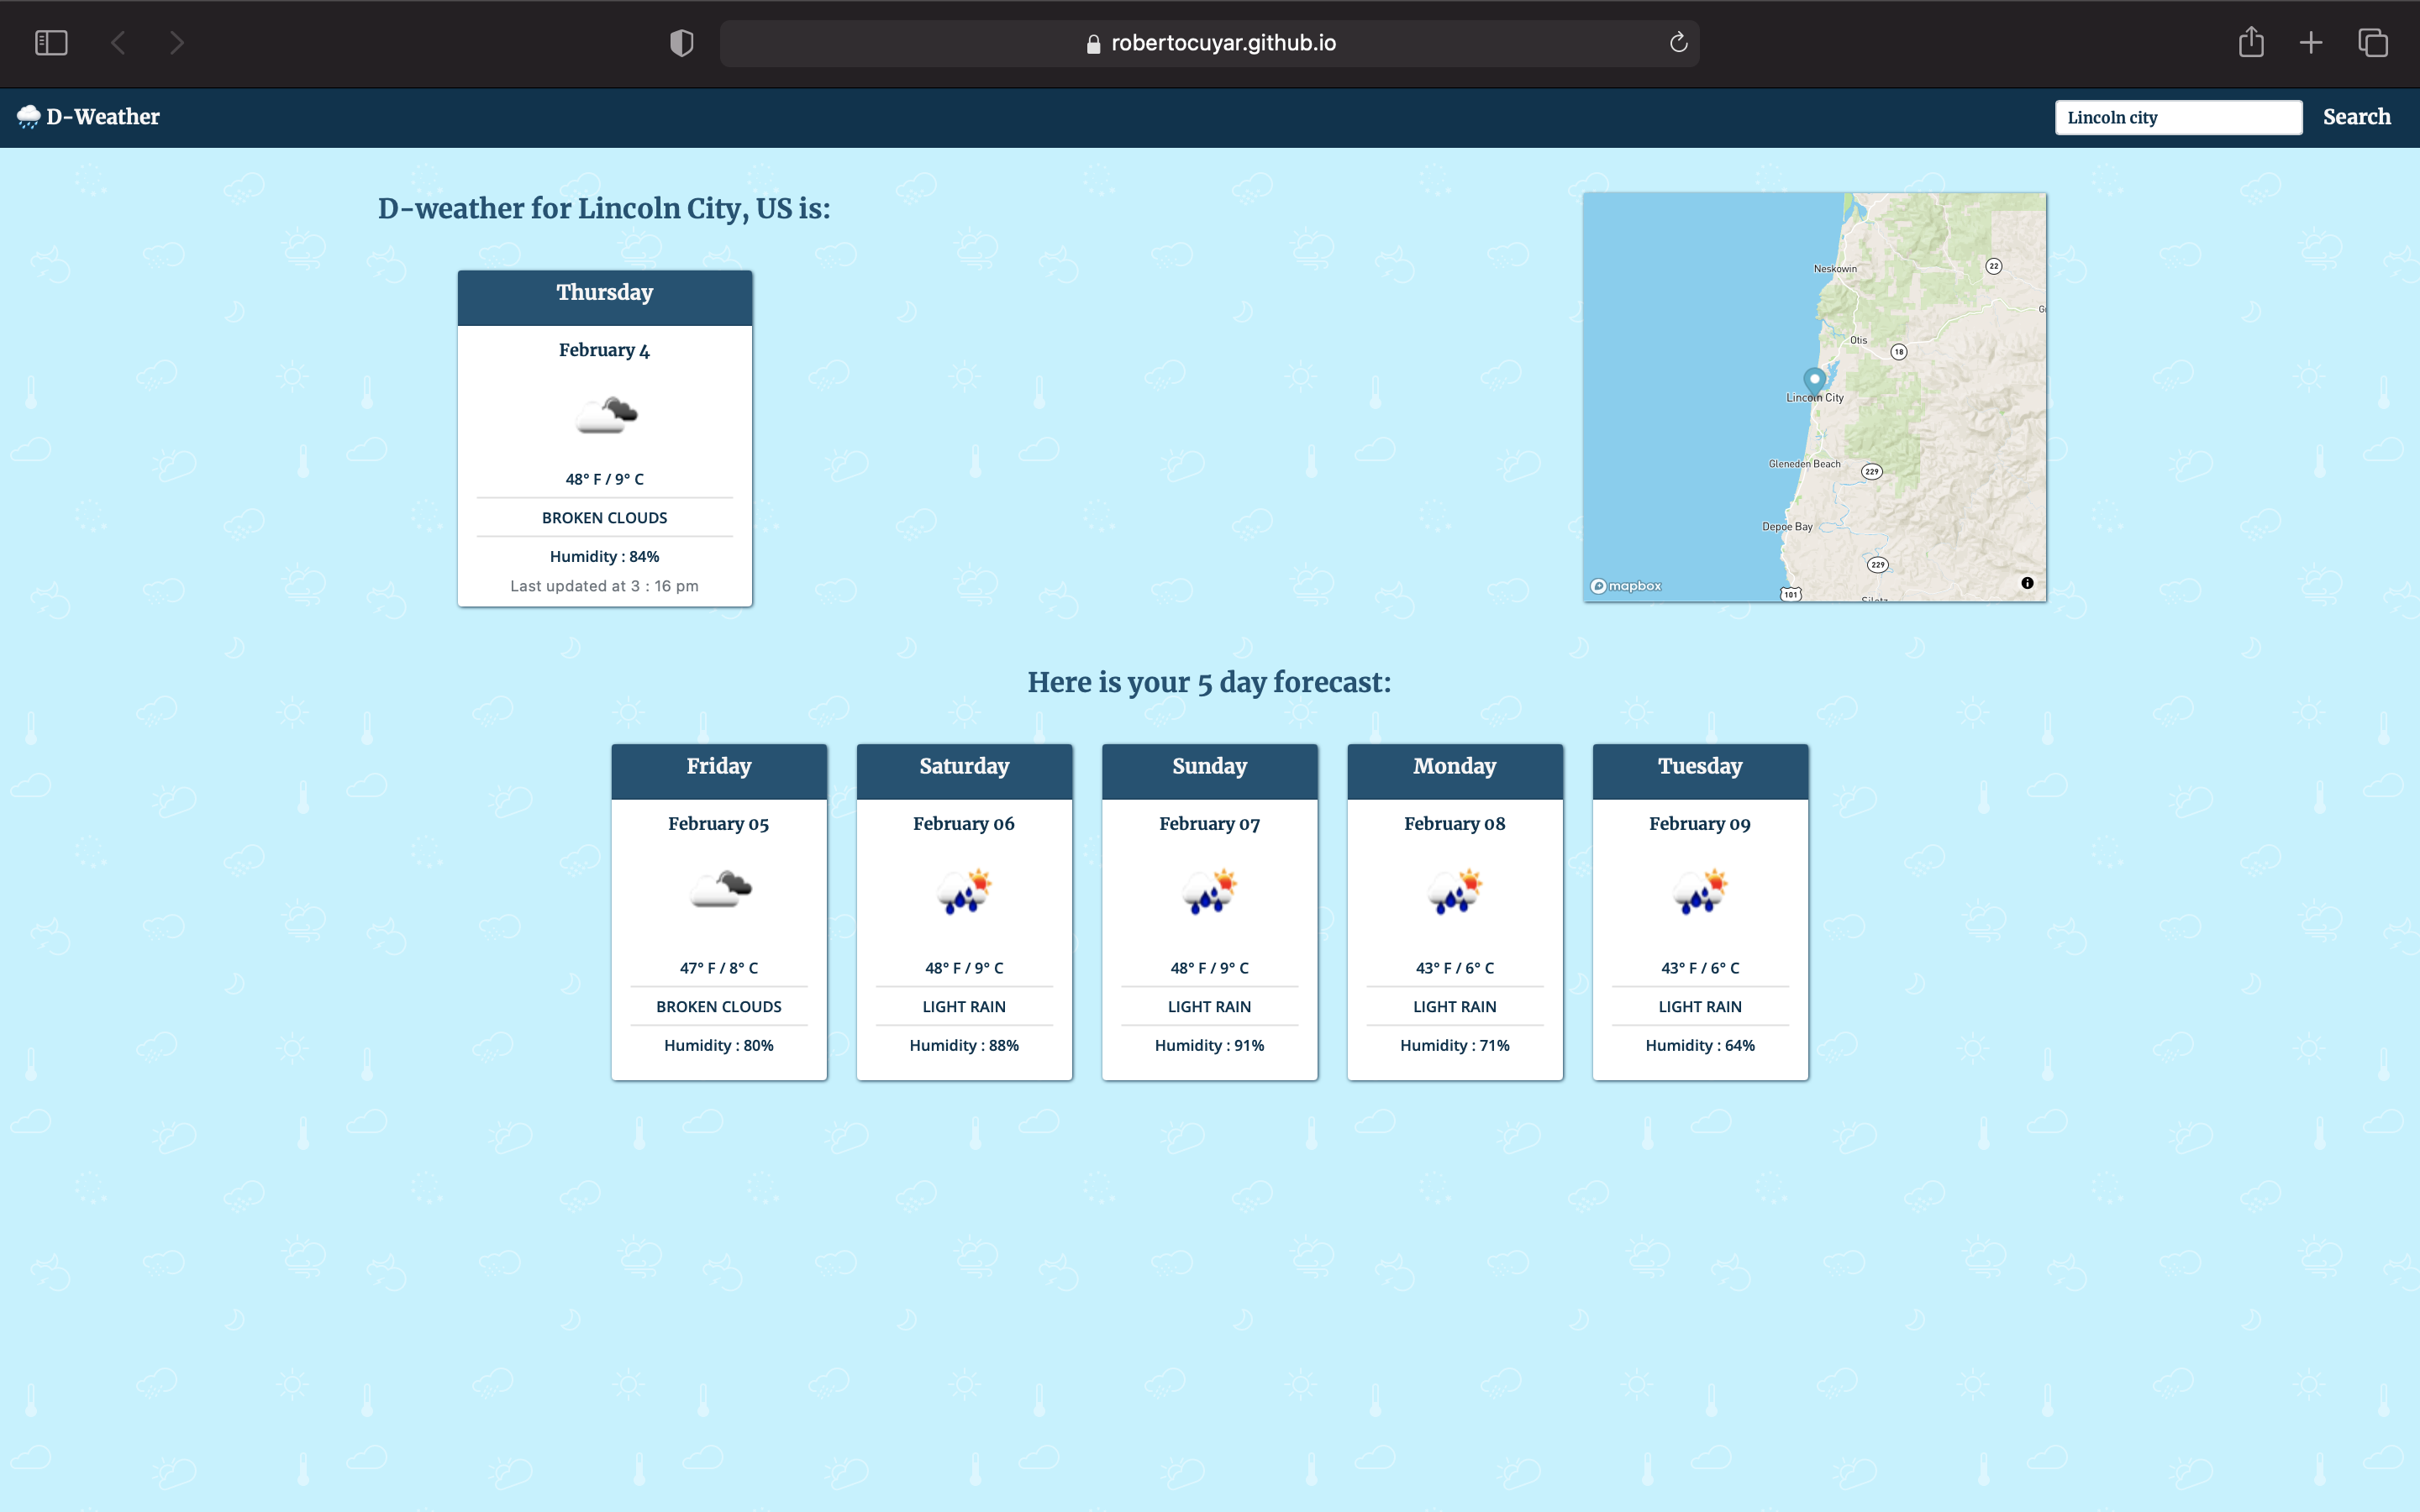 robertocuyar.github.io
D-Weather
Lincoln city
Search
D-weather for Lincoln City, US is:
Thursday
February 4
48° F / 9° C
BROKEN CLOUDS
Humidity : 84%
Last updated at 3 : 16 pm
Neskowin
22
Otis
18
Lincoln City
Gleneden Beach
229
Depoe Bay
229
mapbox
101
Here is your 5 day forecast:
Friday
February 05
47° F / 8° C
BROKEN CLOUDS
Humidity : 80%
Saturday
February 06
48° F / 9° C
LIGHT RAIN
Humidity : 88%
Sunday
February 07
48° F / 9° C
LIGHT RAIN
Humidity : 91%
Monday
February 08
43° F / 6° C
LIGHT RAIN
Humidity : 71%
Tuesday
February 09
43° F / 6° C
LIGHT RAIN
Humidity : 64%